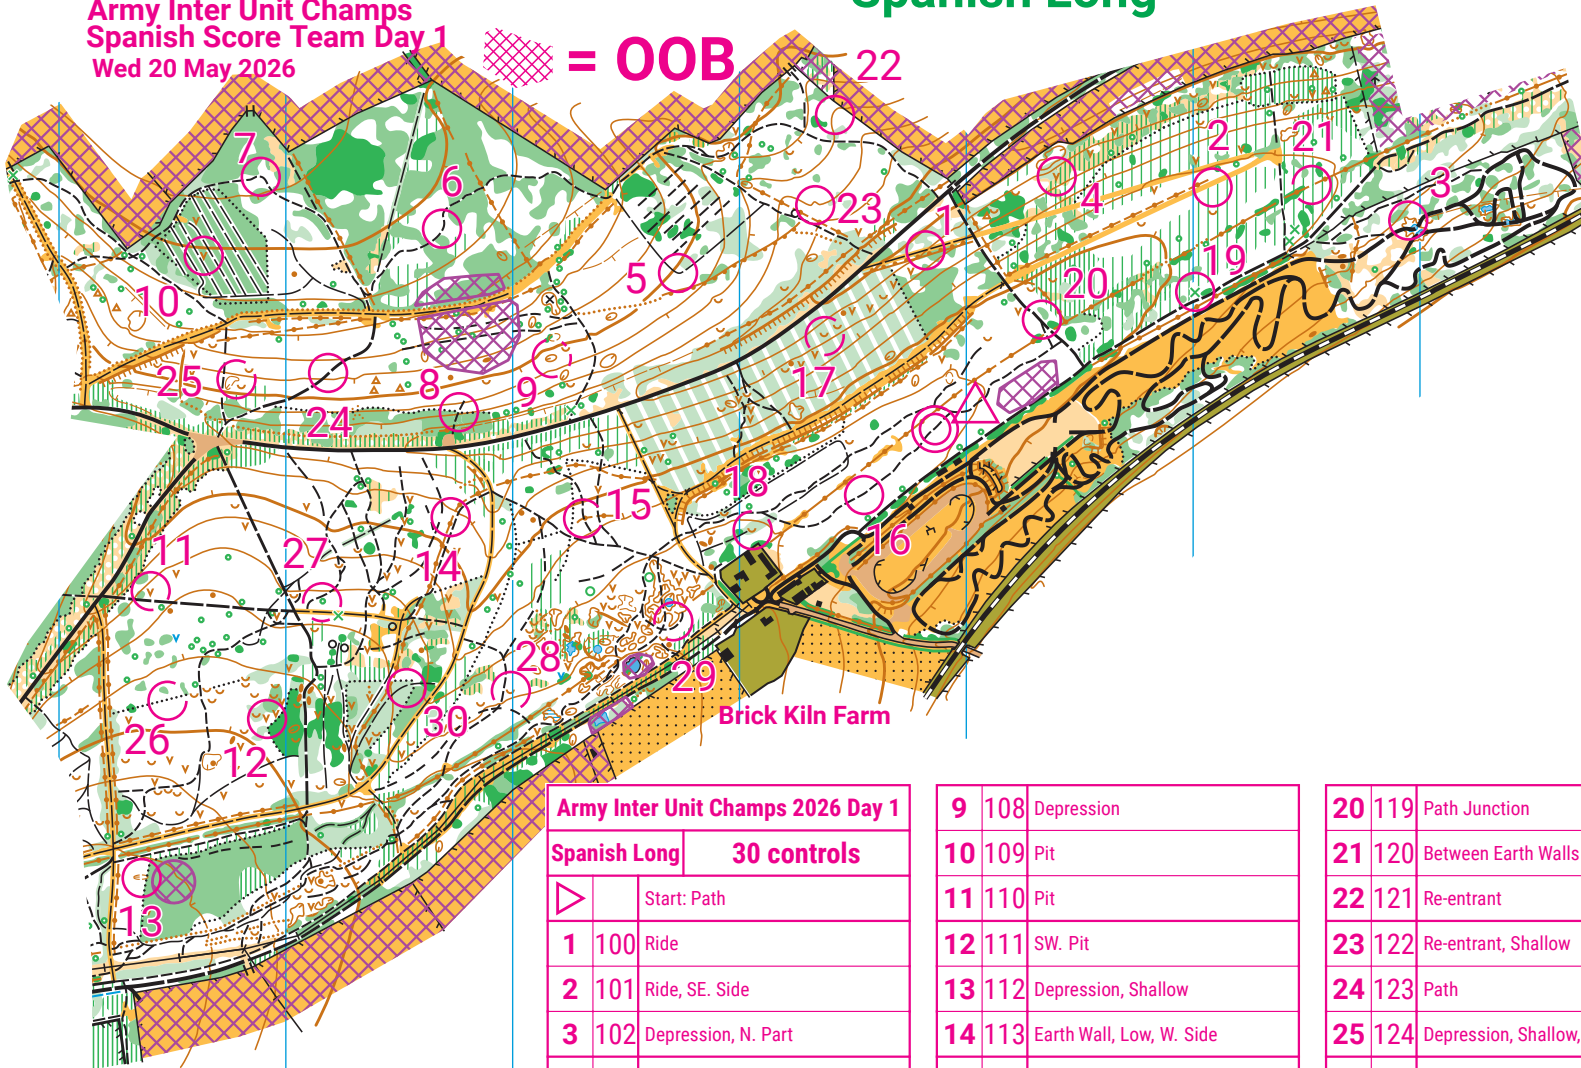 Army Inter Unit Champs
Spanish Long
Spanish Score Team Day 1
Wed 20 May 2026
= OOB
22
7
2
21
6
3
4
23
1
5
19
20
10
25
8
9
17
24
18
15
16
11
27
14
28
29
26
12
30
Brick Kiln Farm
13
Army Inter Unit Champs 2026 Day 1
Spanish Long 30 controls
Start: Path
1 100 Ride
2 101 Ride, SE. Side
3 102 Depression, N. Part
9 108 Depression
10 109 Pit
11 110 Pit
12 111 SW. Pit
13 112 Depression, Shallow
14 113 Earth Wall, Low, W. Side
20 119 Path Junction
21 120 Between Earth Walls
22 121 Re-entrant
23 122 Re-entrant, Shallow
24 123 Path
25 124 Depression, Shallow,